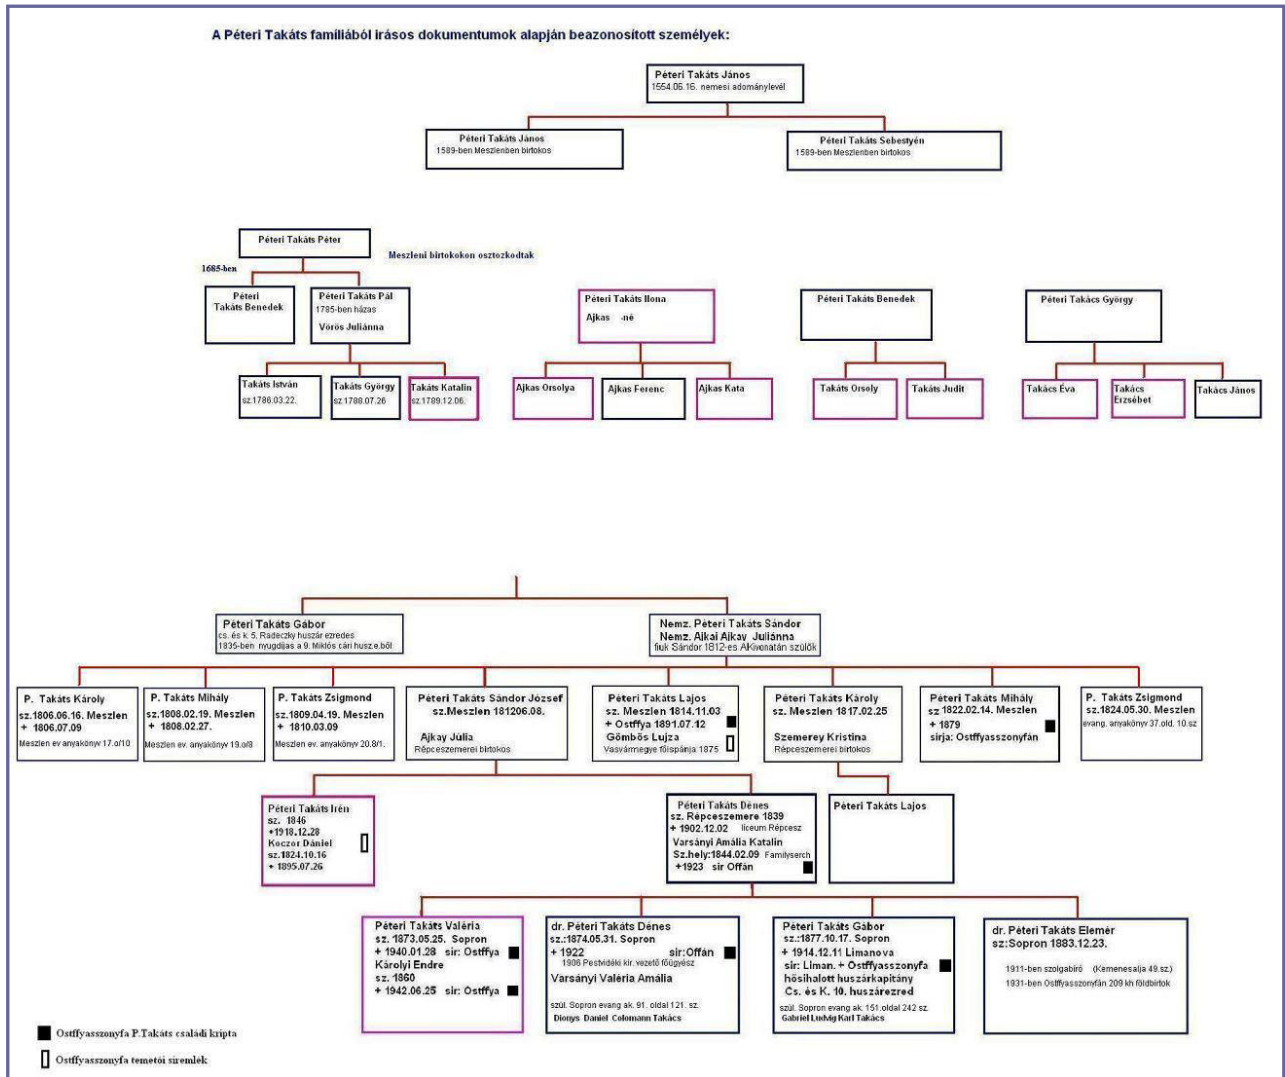 A Péteri Takáts famíliából irásos dokumentumok alapján beazonosított személyek:
Péteri Takáts János
1554.06.16. nemesi adománylevél
Péteri Takáts János
1589-ben Meszlenben birtokos
Péteri Takáts Sebestyén
1589-ben Meszlenben birtokos
Péteri Takáts Péter
Meszleni birtokokon osztozkodtak
1685-ben
Péteri
Takáts Benedek
Péteri Takáts Pál
1785-ben házas
Vörös Juliánna
Péteri Takáts Ilona
Ajkas -né
Péteri Takáts Benedek
Péteri Takács György
Takáts István
sz.1786.03.22.
Takáts György
sz.1788.07.26
Takáts Katalin
sz.1789.12.06.
Ajkas Orsolya
Ajkas Ferenc
Ajkas Kata
Takáts Orsoly
Takáts Judit
Takács Éva
Takács
Erzsébet
Takács János
Péteri Takáts Gábor
cs. és k. 5. Radeczky huszár ezredes
1835-ben nyugdíjas a 9. Miklós cári husz.e.ből
Nemz. Péteri Takáts Sándor
Nemz. Ajkai Ajkay Juliánna
fiuk Sándor 1812-es AKivonatán szülők
P. Takáts Károly
sz.1806.06.16. Meszlen
+ 1806.07.09
Meszlen ev anyakönyv 17.o/10
P. Takáts Mihály
sz.1808.02.19. Meszlen
+ 1808.02.27.
Meszlen ev. anyakönyv 19.o/8
P. Takáts Zsigmond
sz.1809.04.19. Meszlen
+ 1810.03.09
Meszlen ev. anyakönyv 20.8/1.
Péteri Takáts Sándor József
sz.Meszlen 181206.08.
Ajkay Júlia
Répceszemerei birtokos
Péteri Takáts Lajos
sz. Meszlen 1814.11.03
+ Ostffya 1891.07.12
Gömbös Lujza
Vasvármegye főispánja 1875
Péteri Takáts Károly
sz. Meszlen 1817.02.25
Szemerey Kristina
Répceszemerei birtokos
Péteri Takáts Mihály
sz 1822.02.14. Meszlen
+ 1879
sirja: Ostffyasszonyfán
P. Takáts Zsigmond
sz.1824.05.30. Meszlen
evang. anyakönyv 37.old. 10.sz
Péteri Takáts Irén
sz. 1846
+1918.12.28
Koczor Dániel
sz.1824.10.16
+ 1895.07.26
Péteri Takáts Dénes
sz. Répceszemere 1839
+ 1902.12.02 liceum Répcesz
Varsányi Amália Katalin
Sz.hely:1844.02.09 Familyserch
+1923 sir Offán
Péteri Takáts Lajos
Péteri Takáts Valéria
sz. 1873.05.25. Sopron
+ 1940.01.28 sir: Ostffya
Károlyi Endre
sz. 1860
+ 1942.06.25 sir: Ostffya
dr. Péteri Takáts Dénes
sz.:1874.05.31. Sopron
+ 1922 sir:Offán
1906 Pestvidéki kir. vezető főügyész
Varsányi Valéria Amália
szül. Sopron evang ak. 91. oldal 121. sz.
Dionys Daniel Colomann Takács
Péteri Takáts Gábor
sz.:1877.10.17. Sopron
+ 1914.12.11 Limanova
sir: Liman. + Ostffyasszonyfa
hősihalott huszárkapitány
Cs. és K. 10. huszárezred
szül. Sopron evang ak. 151.oldal 242 sz.
Gabriel Ludvig Karl Takács
dr. Péteri Takáts Elemér
sz:Sopron 1883.12.23.
1911-ben szolgabíró (Kemenesalja 49.sz.)
1931-ben Ostffyasszonyfán 209 kh földbirtok
Ostffyasszonyfa P.Takáts családi kripta
Ostffyasszonyfa temetői síremlék